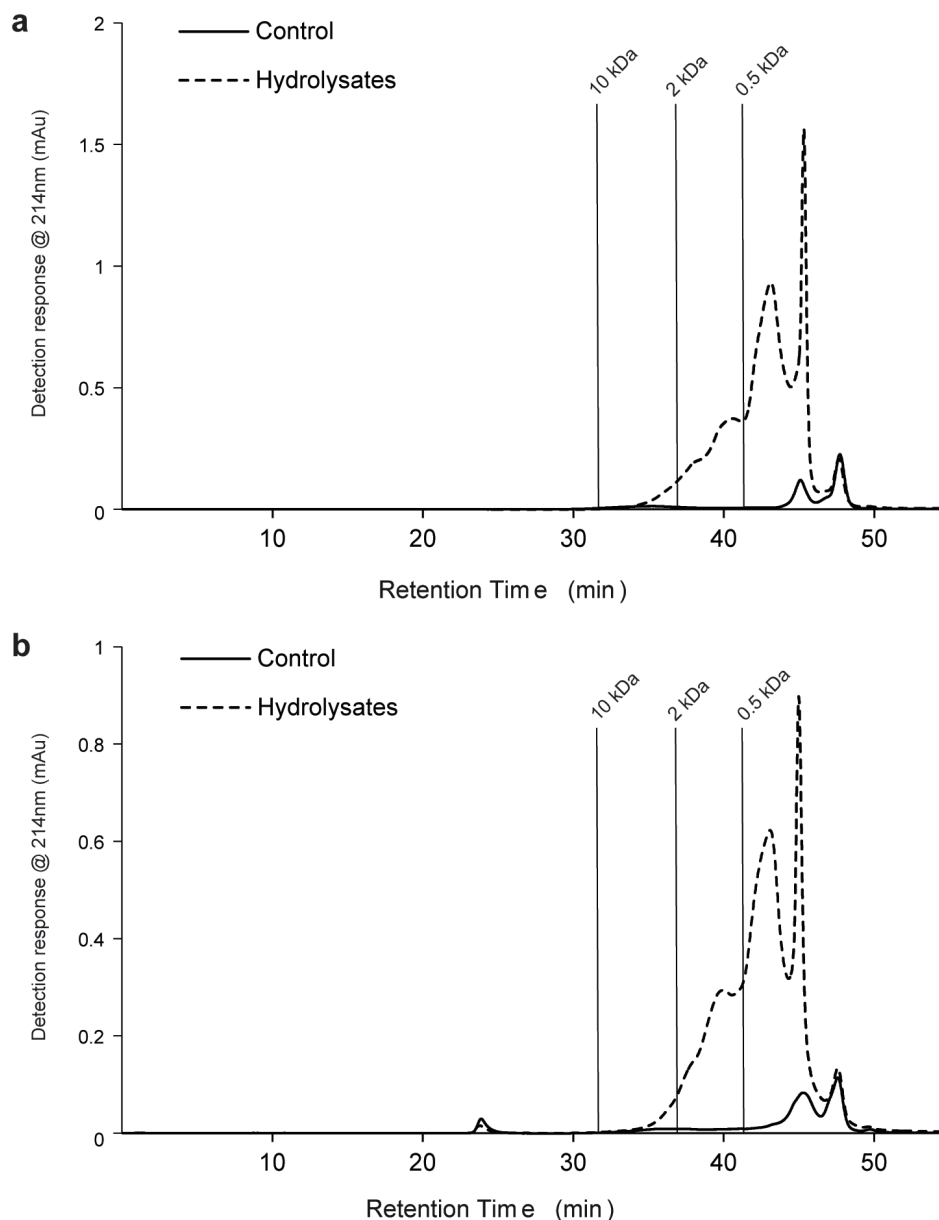 a
Control
Hydrolysates
10 kDa
2 kDa
0.5 kDa
Detection response @ 214nm (mAu)
2
1.5
1
0.5
0
10 20 30 40 50
Retention Time (min)
b
Control
Hydrolysates
10 kDa
2 kDa
0.5 kDa
Detection response @ 214nm (mAu)
1
0.8
0.6
0.4
0.2
0
10 20 30 40 50
Retention Time (min)